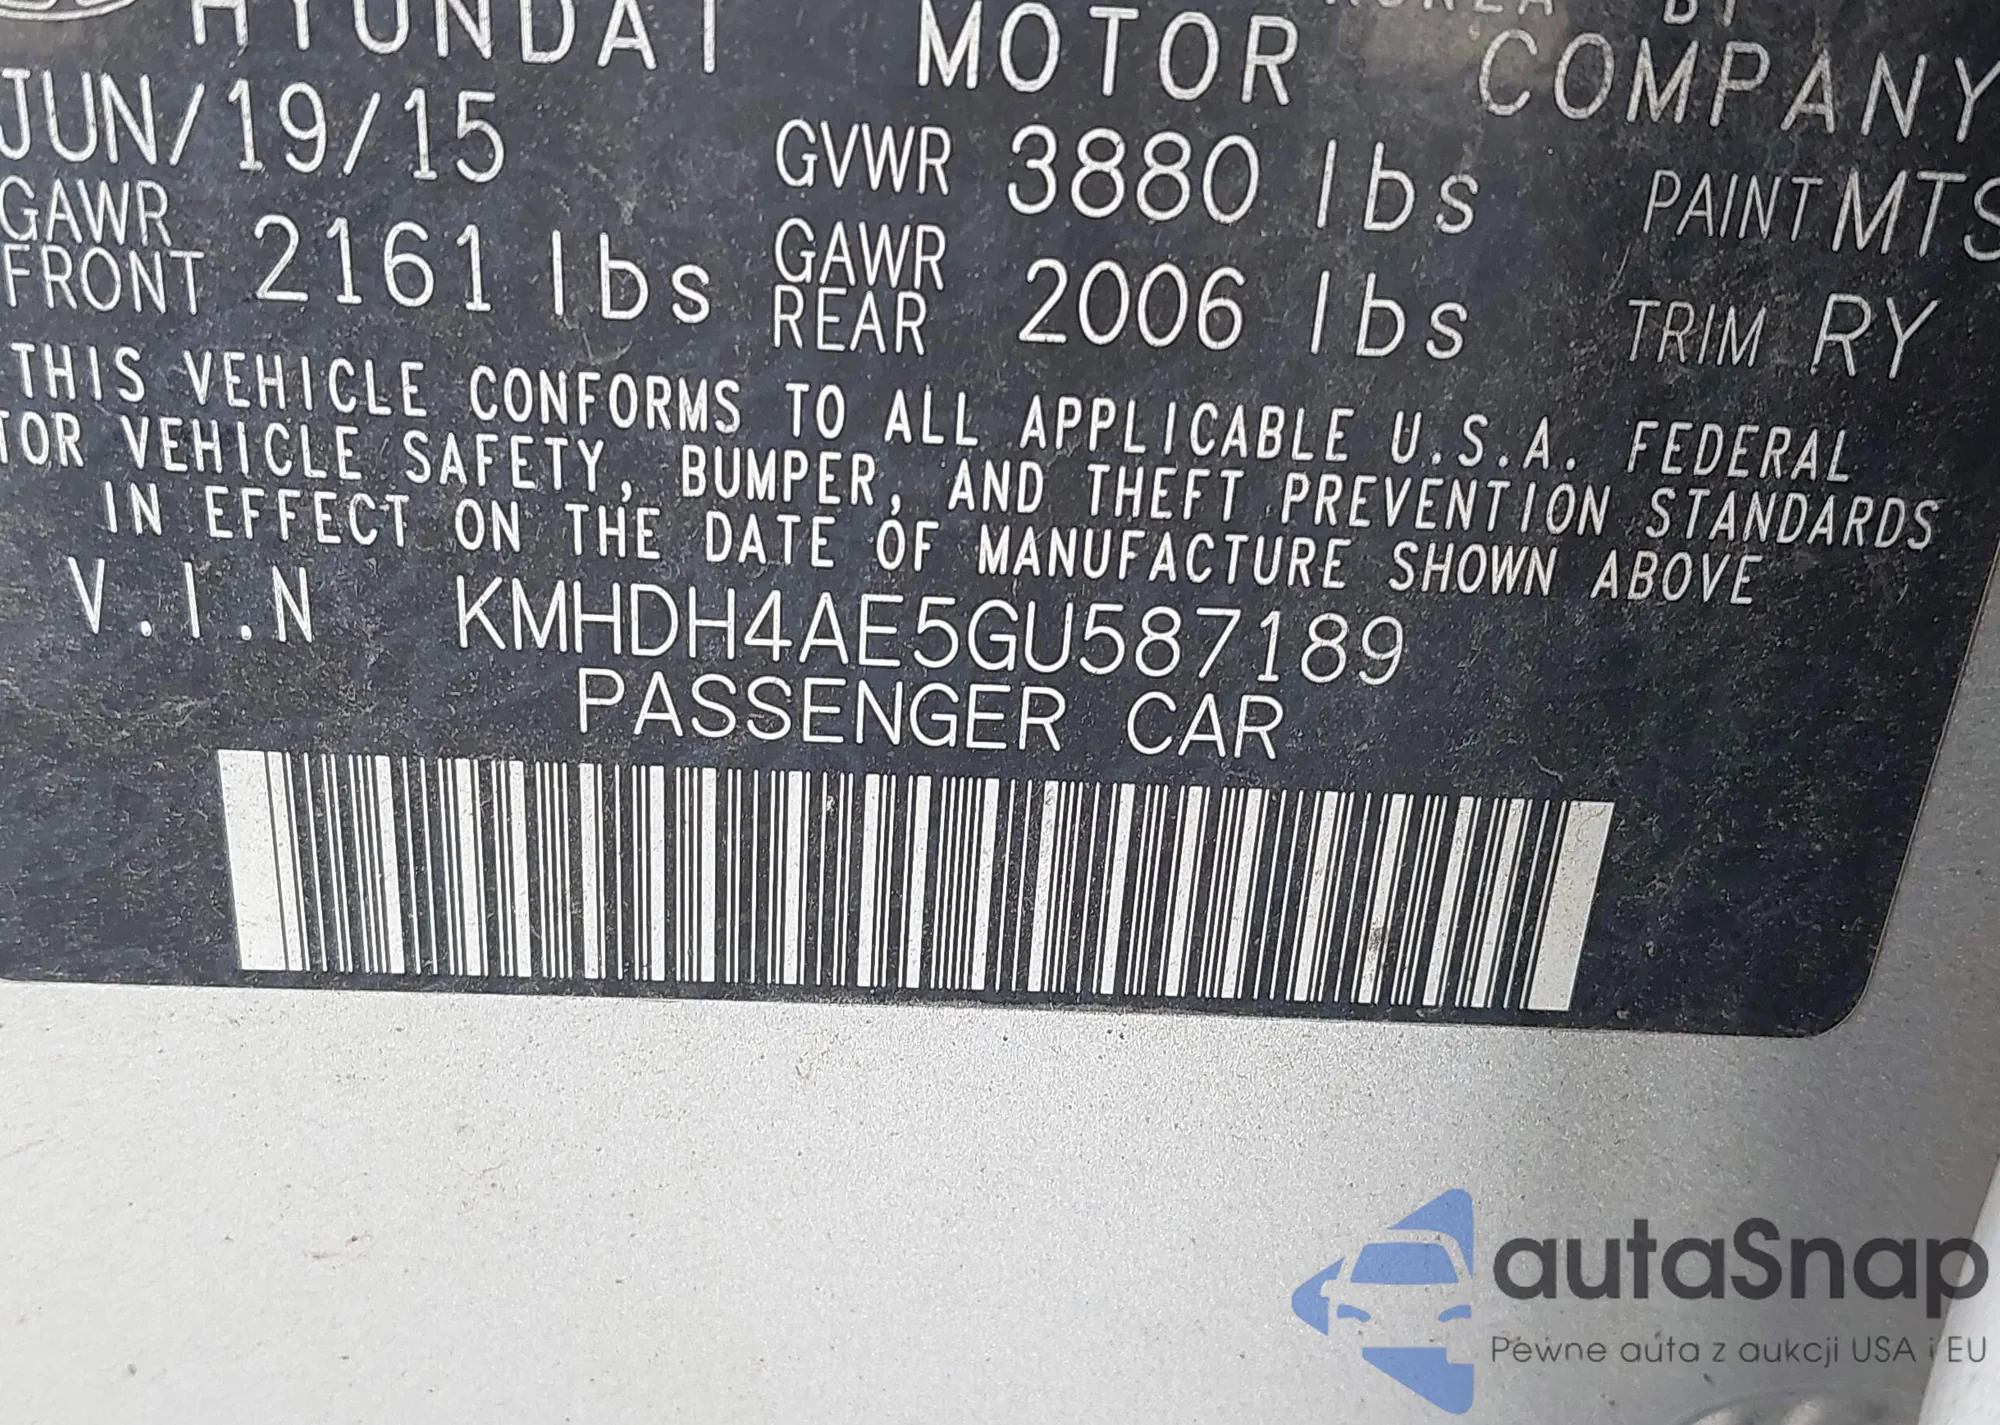 KOREA BY
HYUNDAI MOTOR COMPANY
JUN/19/15 GVWR 3880 lbs PAINT MTS
GAWR FRONT 2161 lbs GAWR REAR 2006 lbs TRIM RY
THIS VEHICLE CONFORMS TO ALL APPLICABLE U.S.A. FEDERAL
TOR VEHICLE SAFETY, BUMPER, AND THEFT PREVENTION STANDARDS
IN EFFECT ON THE DATE OF MANUFACTURE SHOWN ABOVE
V.I.N KMHDH4AE5GU587189
PASSENGER CAR
autaSnap
Pewne auta z aukcji USA i EU